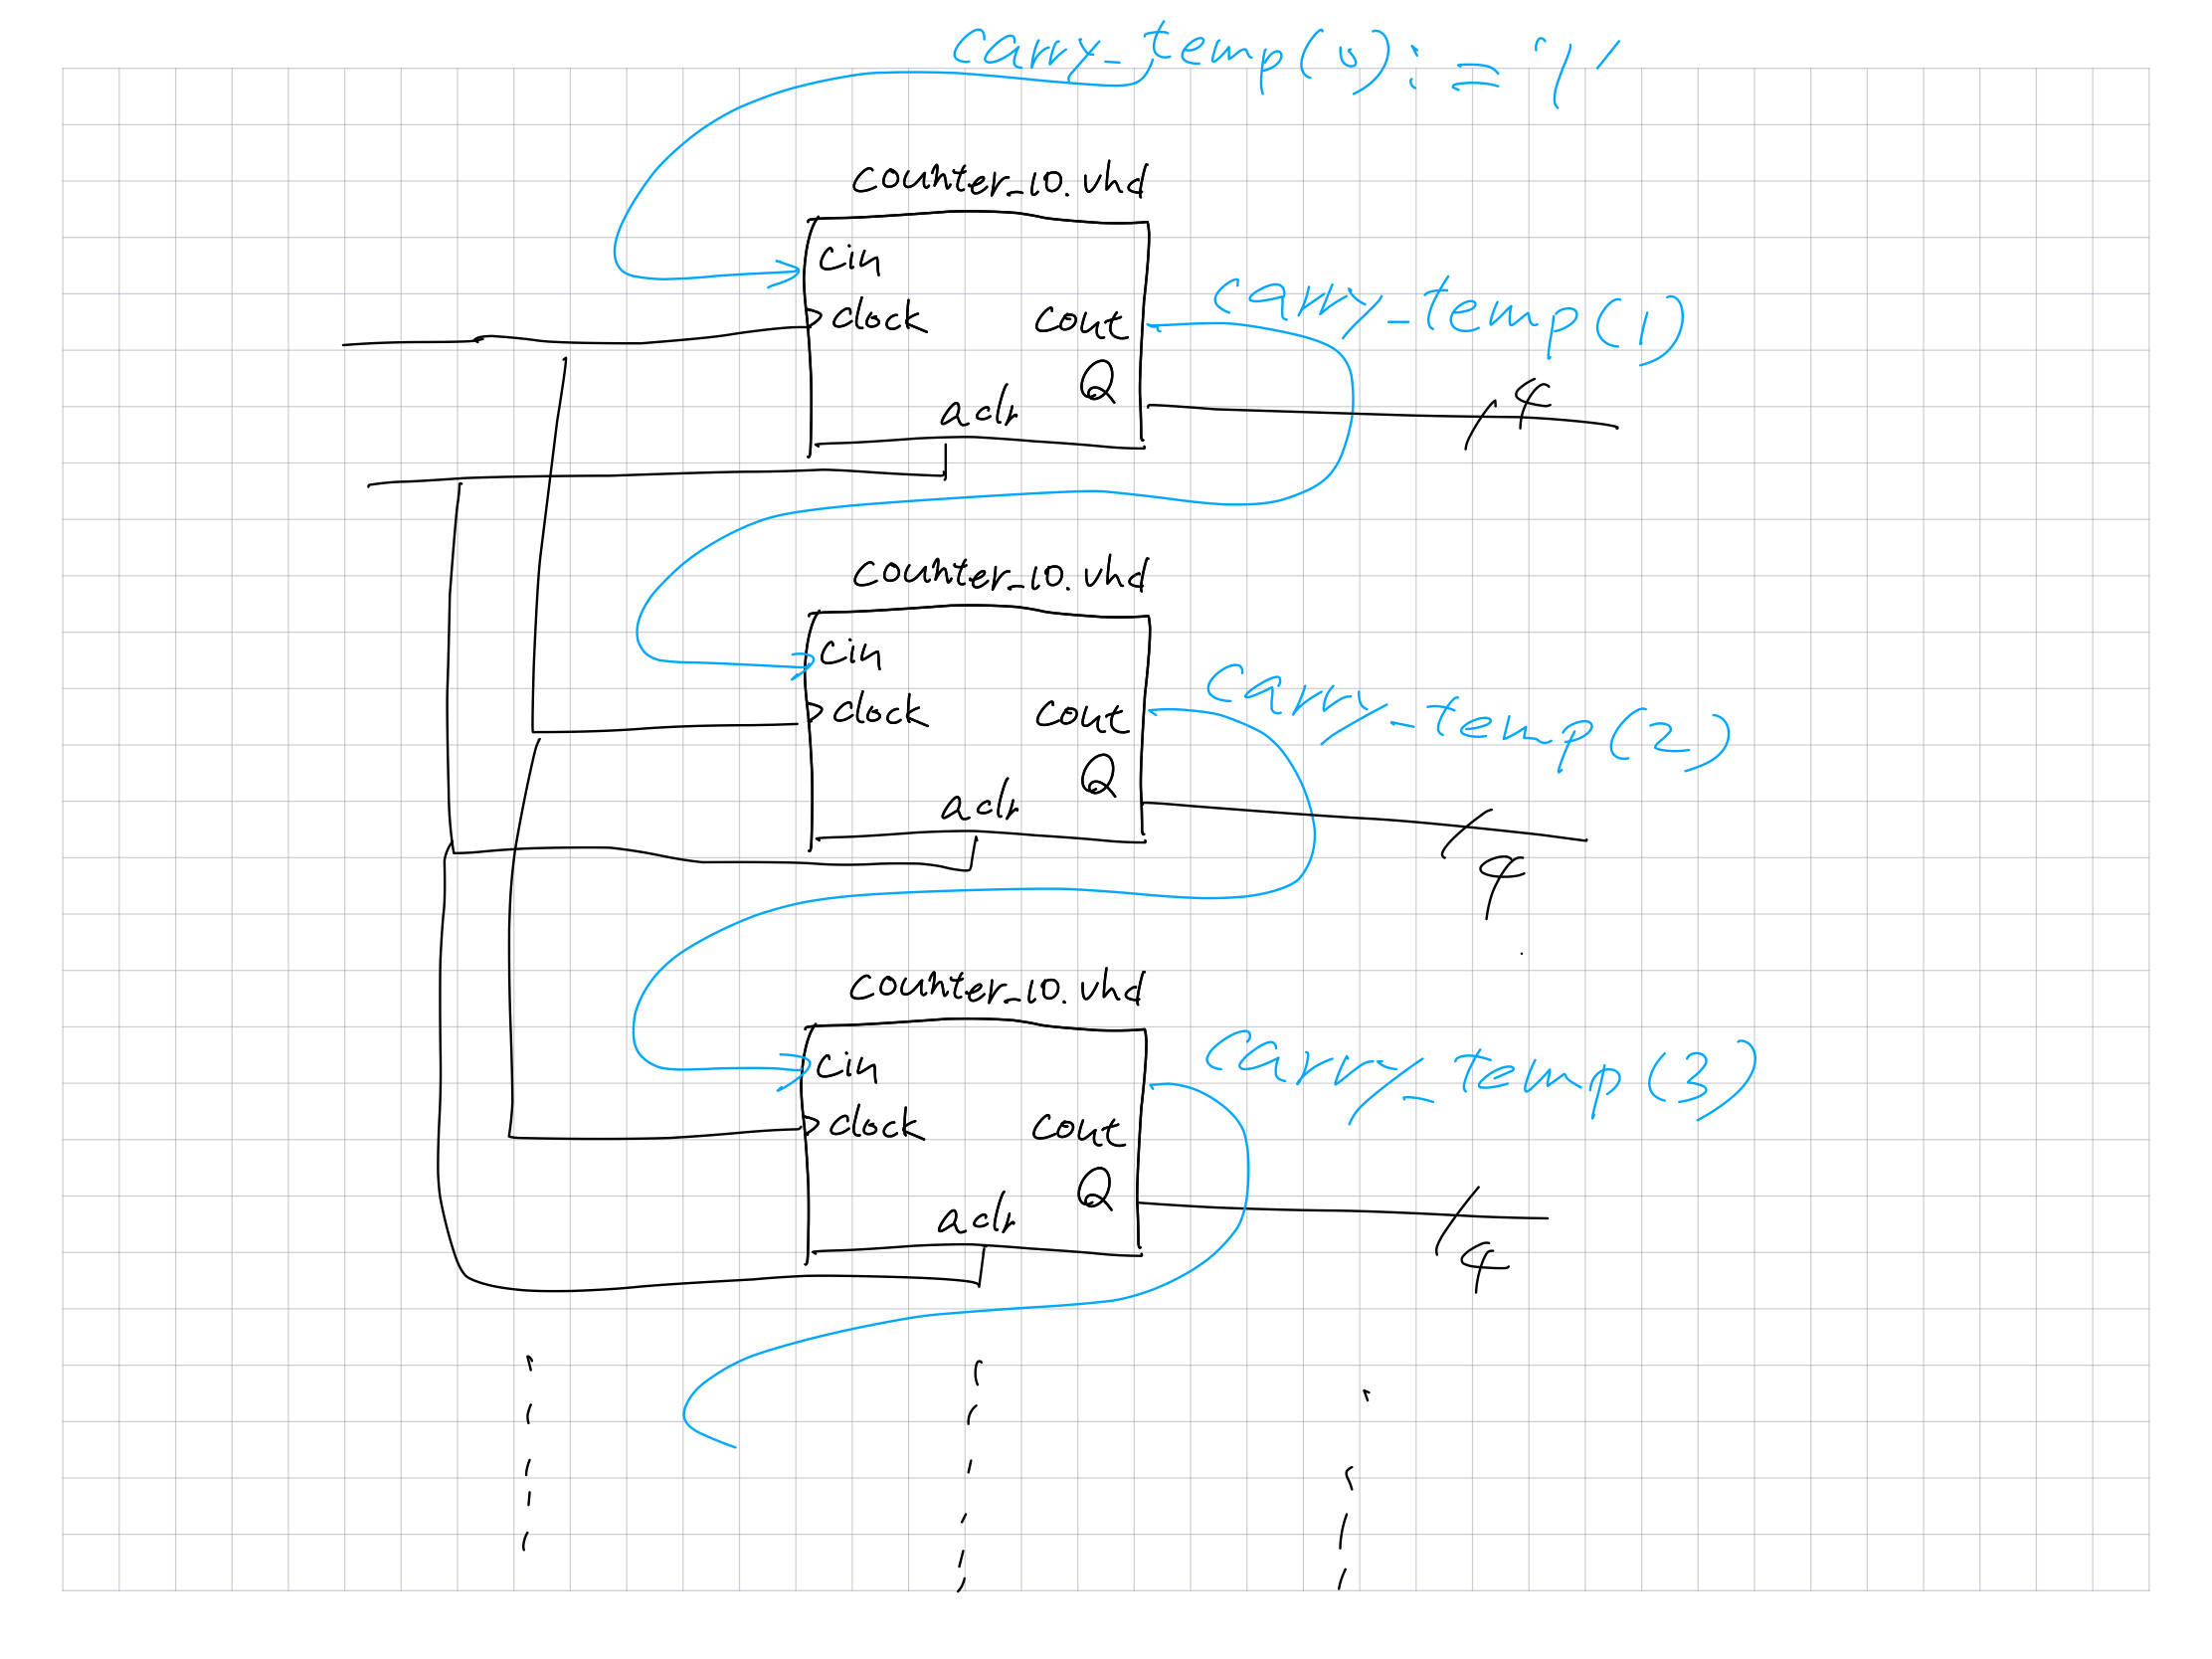 carry_temp(0):='1'
counter_10.vhd
cin
clock
cout
Q
aclr
carry_temp(1)
4
counter_10.vhd
cin
clock
cout
Q
aclr
carry_temp(2)
4
counter_10.vhd
cin
clock
cout
Q
aclr
carry_temp(3)
4